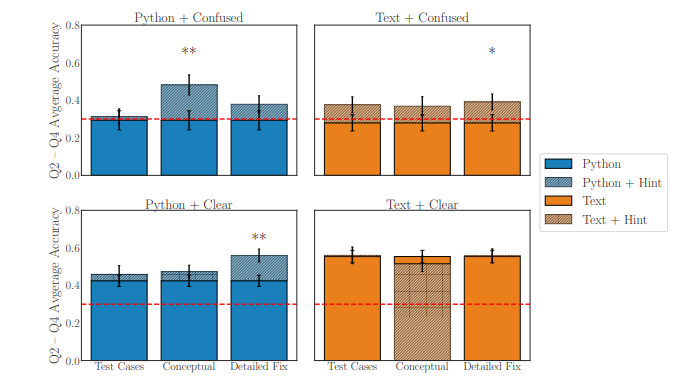 Python + Confused
Text + Confused
Q2 – Q4 Avgerage Accuracy
0.8
0.6
0.4
0.2
0.0
**
*
Python + Clear
Text + Clear
Q2 – Q4 Avgerage Accuracy
0.8
0.6
0.4
0.2
0.0
**
Test Cases
Conceptual
Detailed Fix
Test Cases
Conceptual
Detailed Fix
Python
Python + Hint
Text
Text + Hint